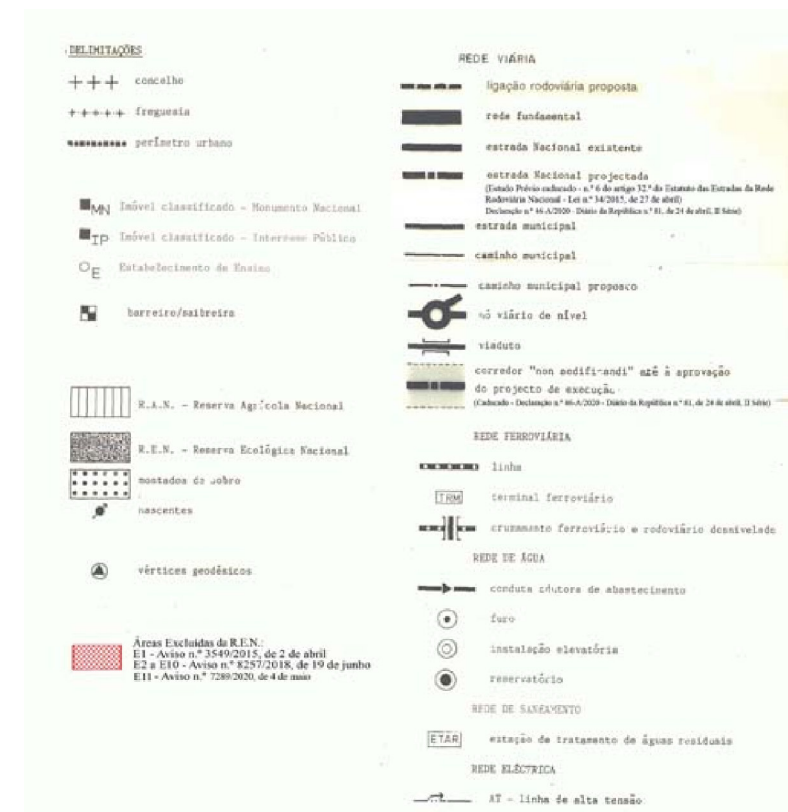 DELIMITAÇÕES
concelho
freguesia
perímetro urbano
MN Imóvel classificado - Monumento Nacional
IP Imóvel classificado - Interesse Público
E Estabelecimento de Ensino
barreiro/saibreira
R.A.N. - Reserva Agrícola Nacional
R.E.N. - Reserva Ecológica Nacional
montados de sobro
nascentes
vértices geodésicos
Áreas Excluídas da R.E.N.:
E1 - Aviso n.º 3549/2015, de 2 de abril
E2 a E10 - Aviso n.º 8257/2018, de 19 de junho
E11 - Aviso n.º 7289/2020, de 4 de maio
REDE VIÁRIA
ligação rodoviária proposta
rede fundamental
estrada Nacional existente
estrada Nacional projectada
(Estudo Prévio caducado - n.º 6 do artigo 32.º do Estatuto das Estradas da Rede
Rodoviária Nacional - Lei n.º 34/2015, de 27 de abril)
Declaração n.º 46-A/2020 - Diário da República n.º 81, de 24 de abril, II Série)
estrada municipal
caminho municipal
caminho municipal proposto
nó viário de nível
viaduto
corredor "non aedifi-andi" até à aprovação
do projecto de execução
(Caducado - Declaração n.º 46-A/2020 - Diário da República n.º 81, de 24 de abril, II Série)
REDE FERROVIÁRIA
linha
TRM terminal ferroviário
cruzamento ferroviário e rodoviário desnivelado
REDE DE ÁGUA
conduta adutora de abastecimento
furo
instalação elevatória
reservatório
REDE DE SANEAMENTO
ETAR estação de tratamento de águas residuais
REDE ELÉCTRICA
AT - linha de alta tensão